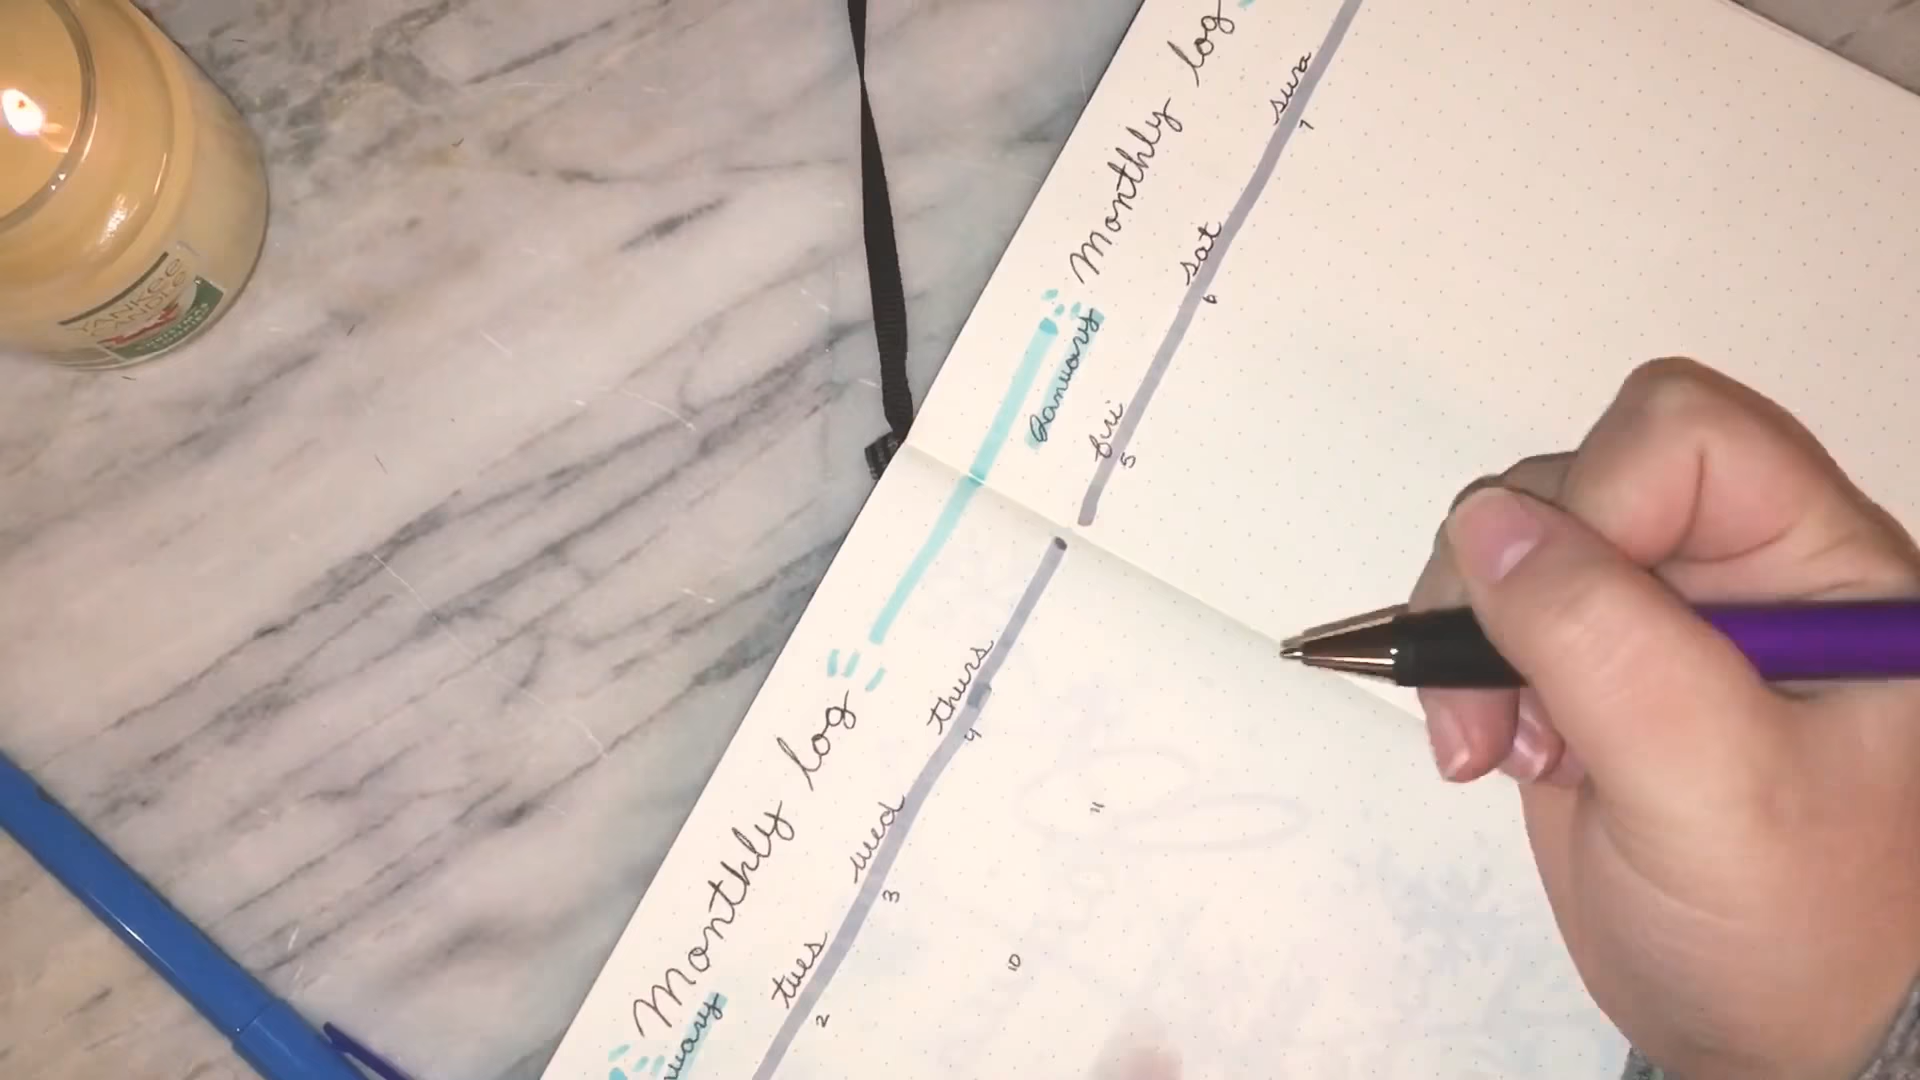 YANKEE
CANDLE
Monthly log
January
fri
sat
sun
5
6
7
Monthly log
nuary
tues
wed
thurs
2
3
4
10
11